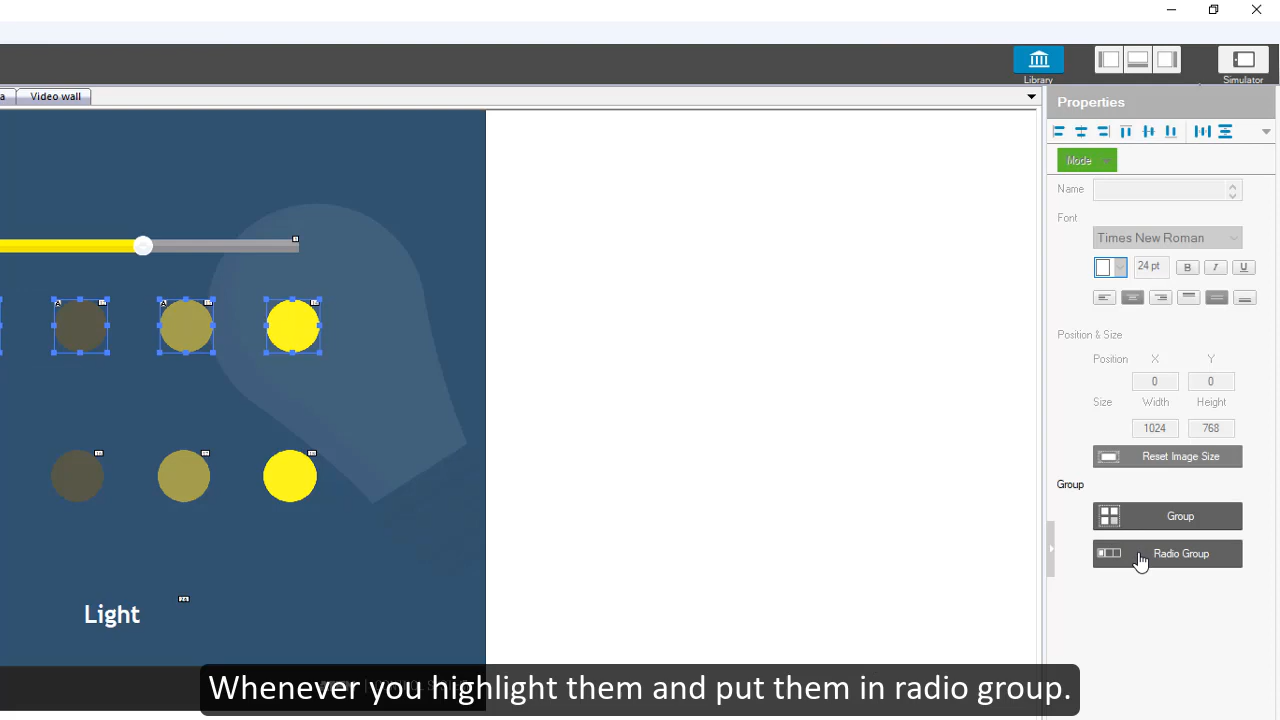 Library
Simulator
a
Video wall
Properties
Mode
Name
Font
Times New Roman
24 pt
B
I
U
Position & Size
Position
X
Y
0
0
Size
Width
Height
1024
768
Reset Image Size
Group
Group
Radio Group
Light
Whenever you highlight them and put them in radio group.